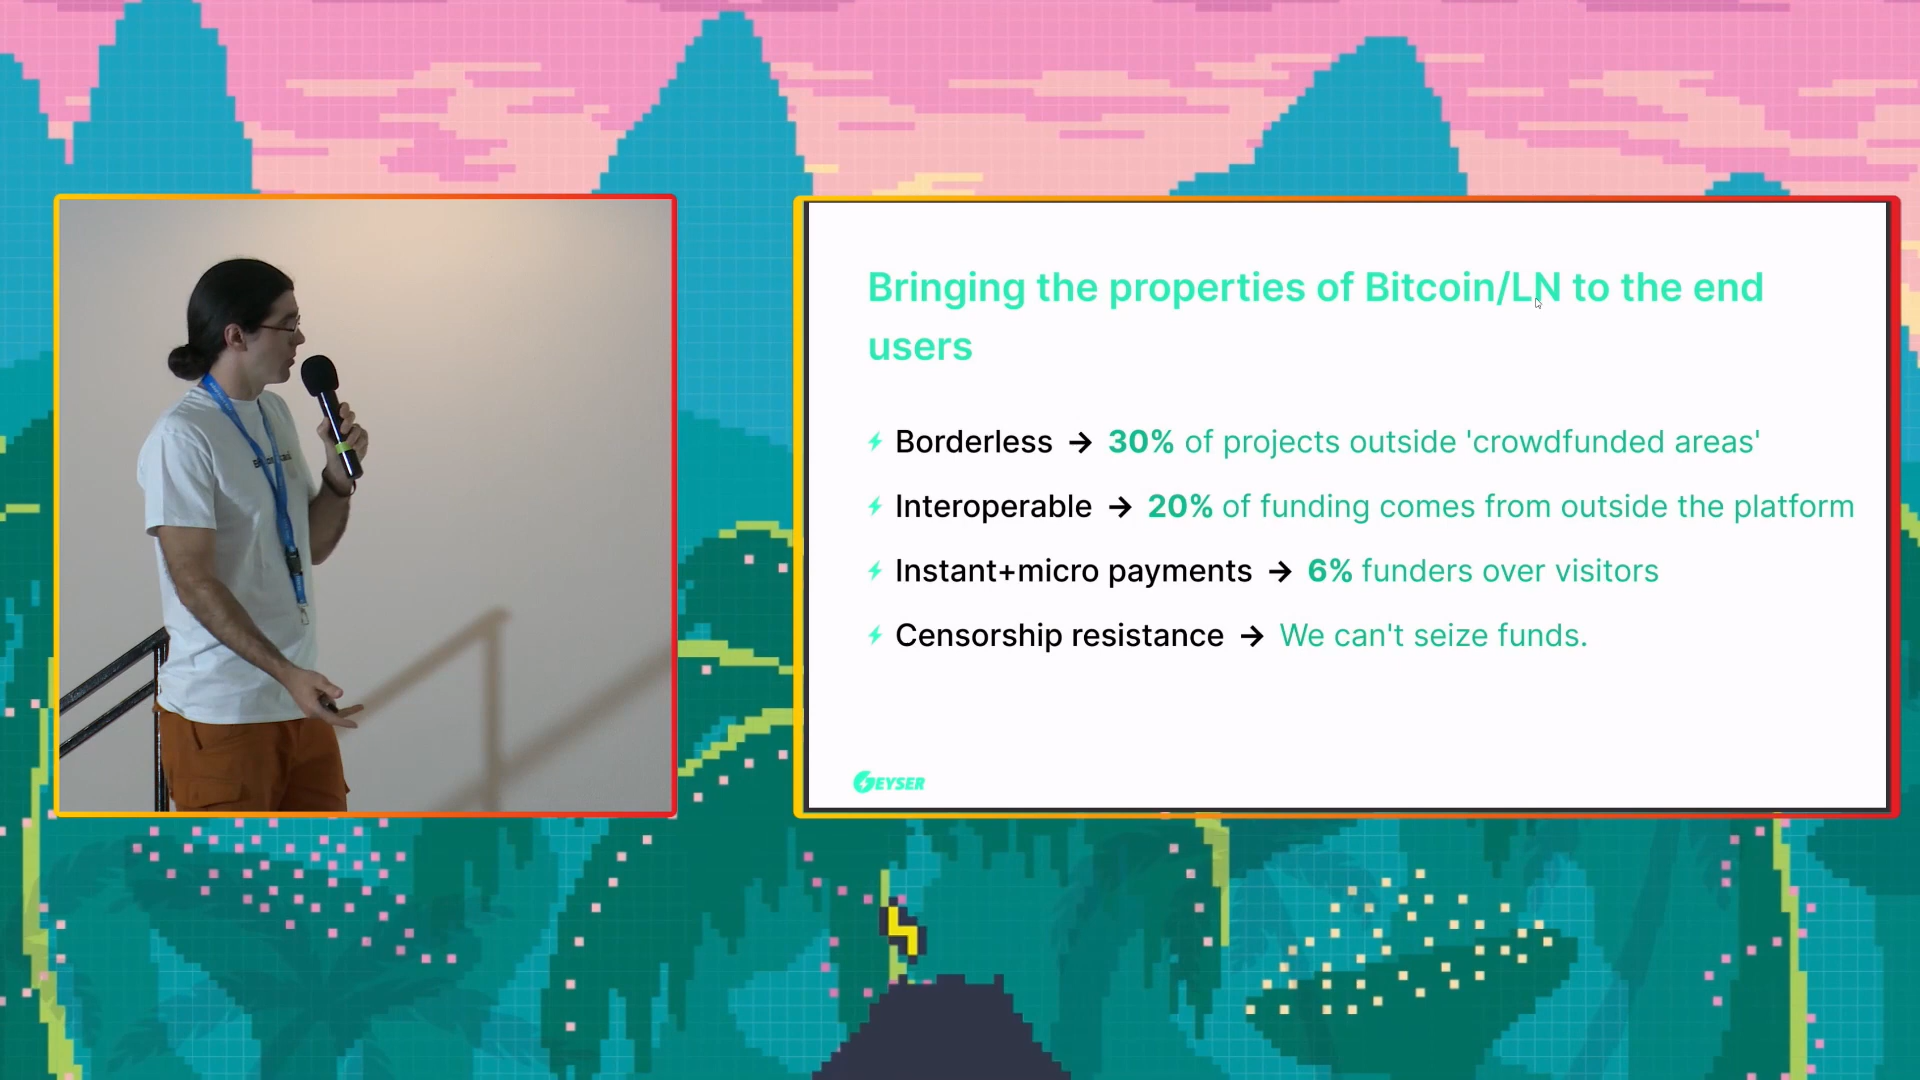 Bringing the properties of Bitcoin/LN to the end
users
Borderless → 30% of projects outside 'crowdfunded areas'
Interoperable → 20% of funding comes from outside the platform
Instant+micro payments → 6% funders over visitors
Censorship resistance → We can't seize funds.
GEYSER